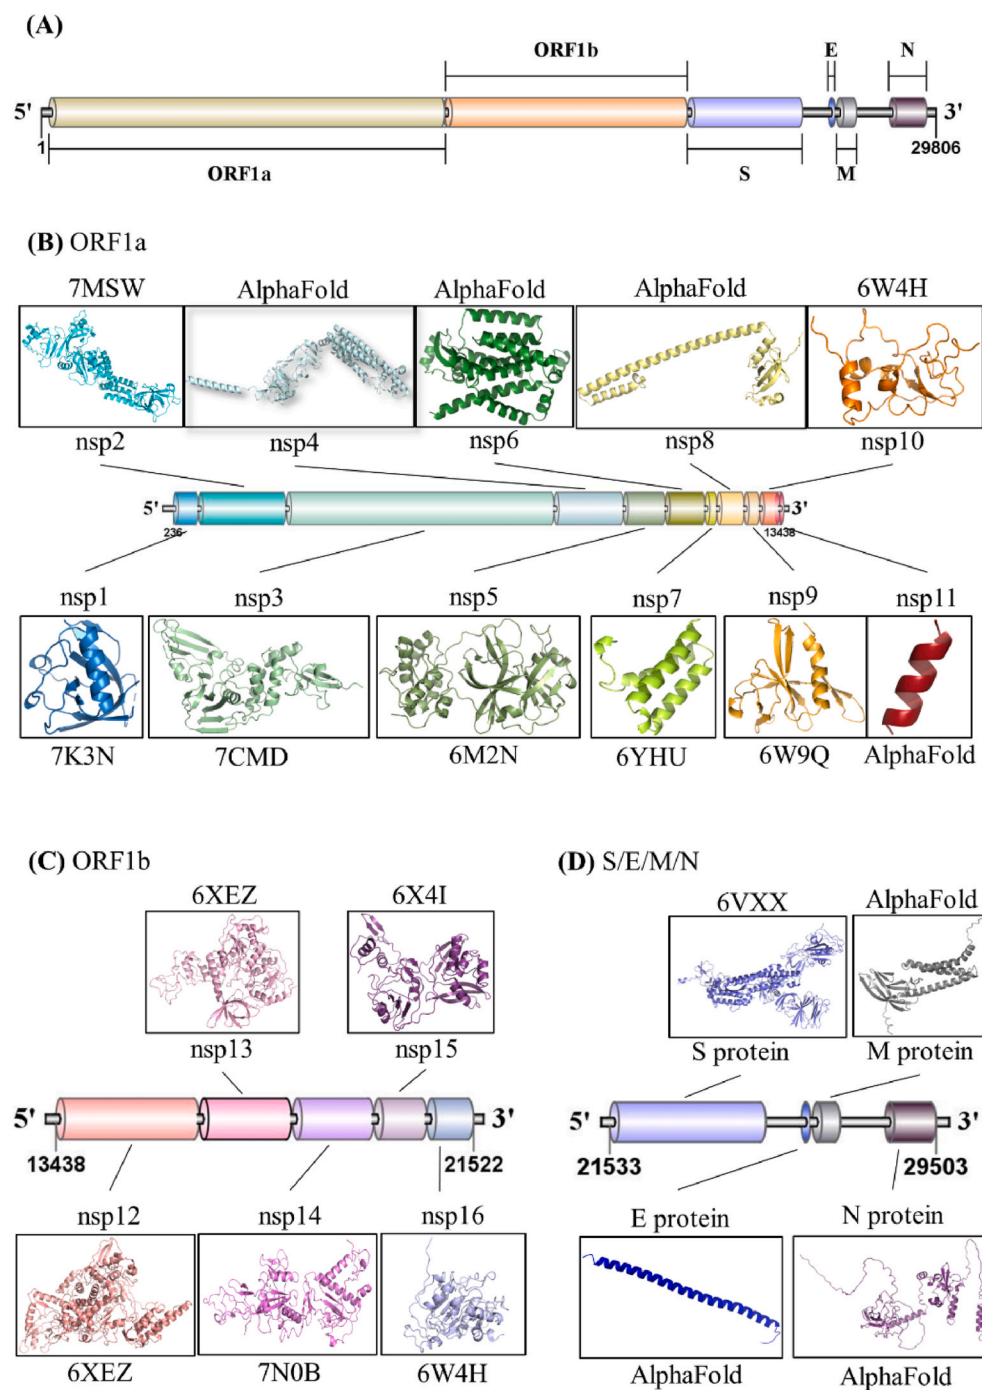 (A)
ORF1b E N
5' 3'
1 29806
ORF1a S M
(B) ORF1a
7MSW AlphaFold AlphaFold AlphaFold 6W4H
nsp2 nsp4 nsp6 nsp8 nsp10
5' 3'
236 13438
nsp1 nsp3 nsp5 nsp7 nsp9 nsp11
7K3N 7CMD 6M2N 6YHU 6W9Q AlphaFold
(C) ORF1b
6XEZ 6X4I
nsp13 nsp15
5' 3'
13438 21522
nsp12 nsp14 nsp16
6XEZ 7N0B 6W4H
(D) S/E/M/N
6VXX AlphaFold
S protein M protein
5' 3'
21533 29503
E protein N protein
AlphaFold AlphaFold